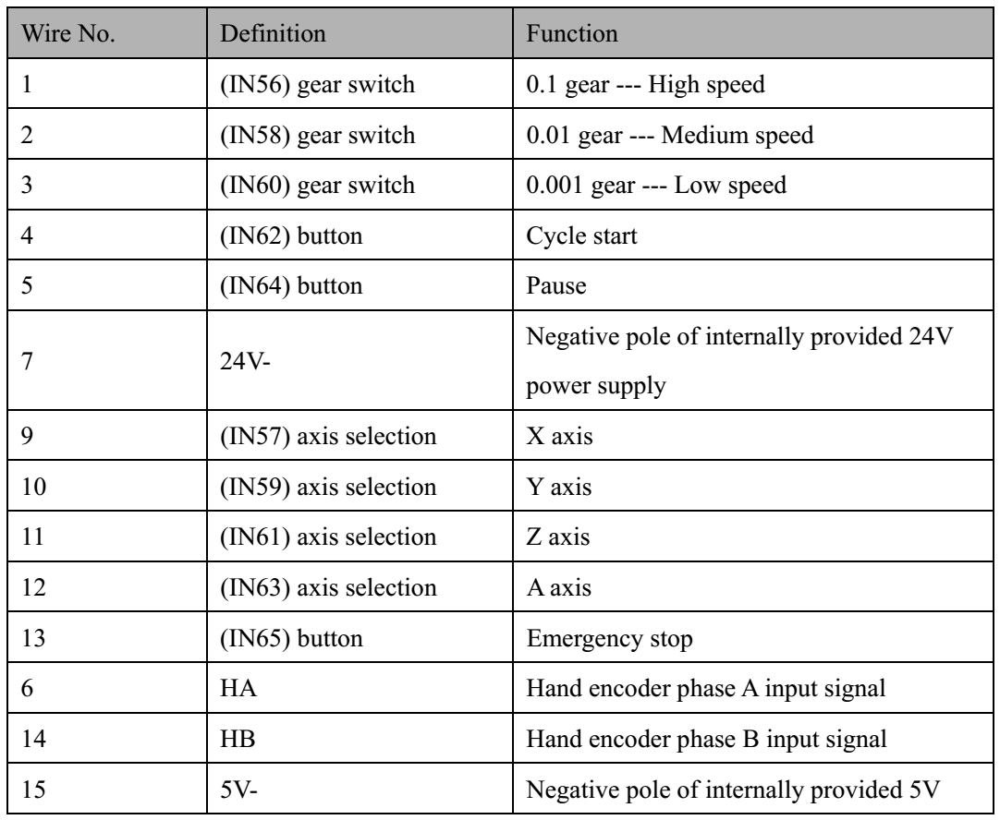 Wire No. Definition Function
1 (IN56) gear switch 0.1 gear --- High speed
2 (IN58) gear switch 0.01 gear --- Medium speed
3 (IN60) gear switch 0.001 gear --- Low speed
4 (IN62) button Cycle start
5 (IN64) button Pause
7 24V- Negative pole of internally provided 24V
power supply
9 (IN57) axis selection X axis
10 (IN59) axis selection Y axis
11 (IN61) axis selection Z axis
12 (IN63) axis selection A axis
13 (IN65) button Emergency stop
6 HA Hand encoder phase A input signal
14 HB Hand encoder phase B input signal
15 5V- Negative pole of internally provided 5V